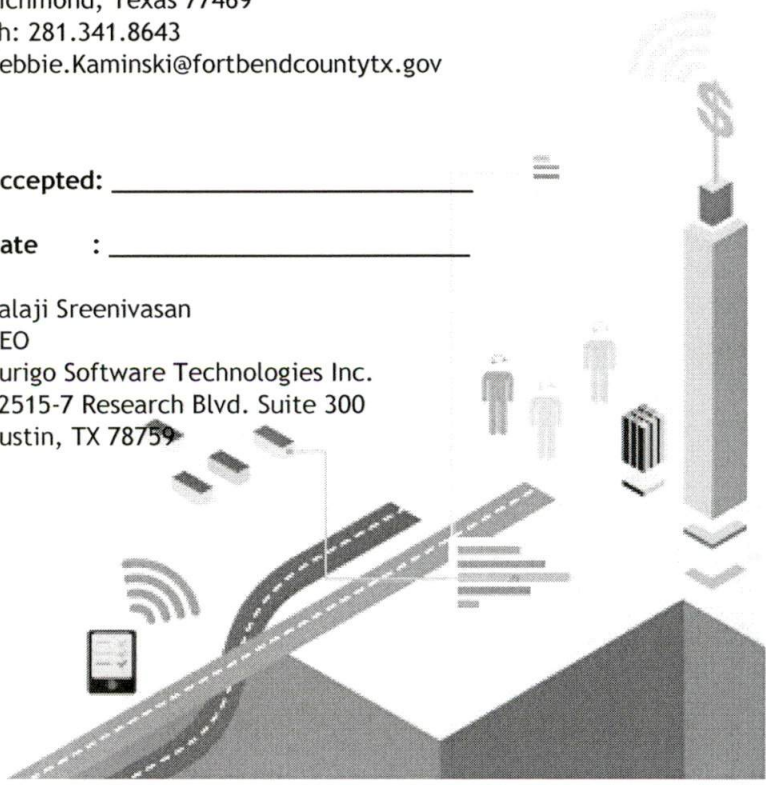 ichmond, Texas 77469
h: 281.341.8643
ebbie.Kaminski@fortbendcountytx.gov
ccepted:
ate :
alaji Sreenivasan
EO
urigo Software Technologies Inc.
2515-7 Research Blvd. Suite 300
ustin, TX 78759
$